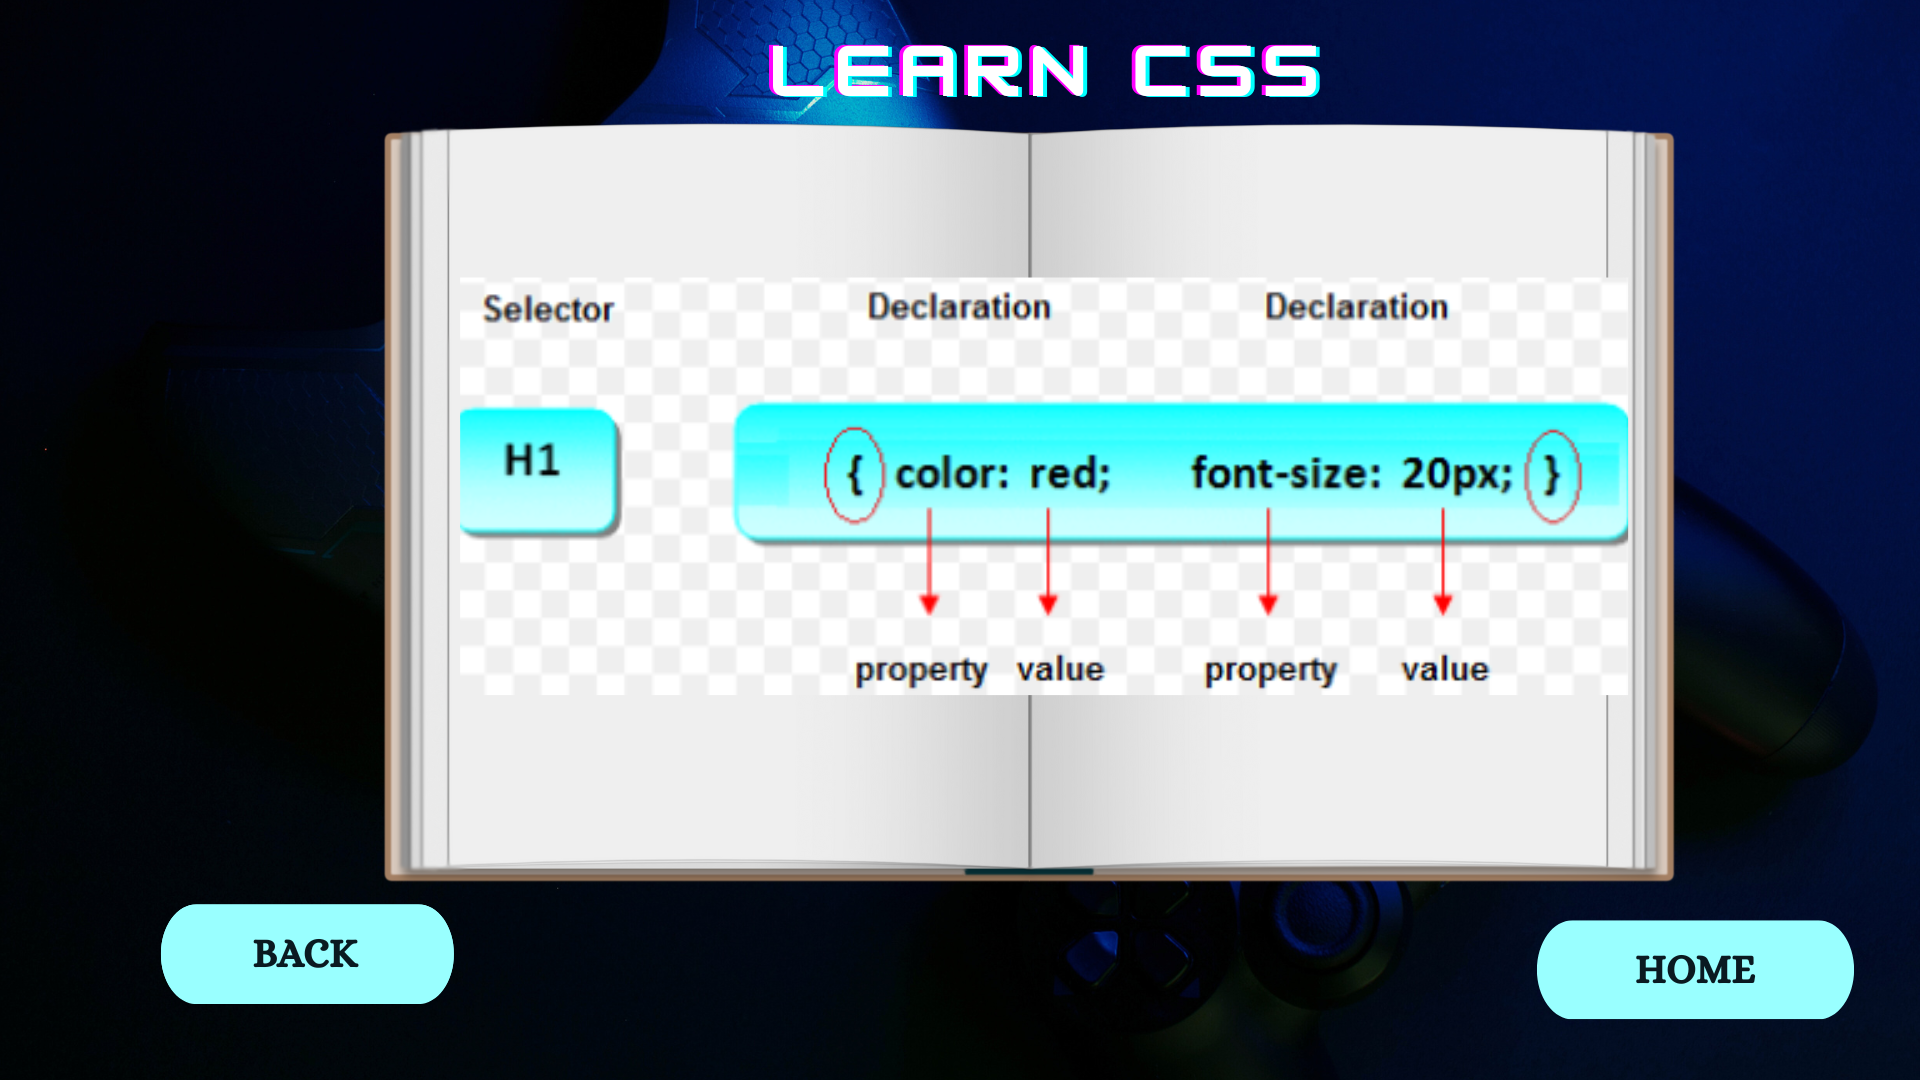 LEARN CSS
Selector Declaration Declaration
H1 { color: red; font-size: 20px; }
property value property value
BACK
HOME